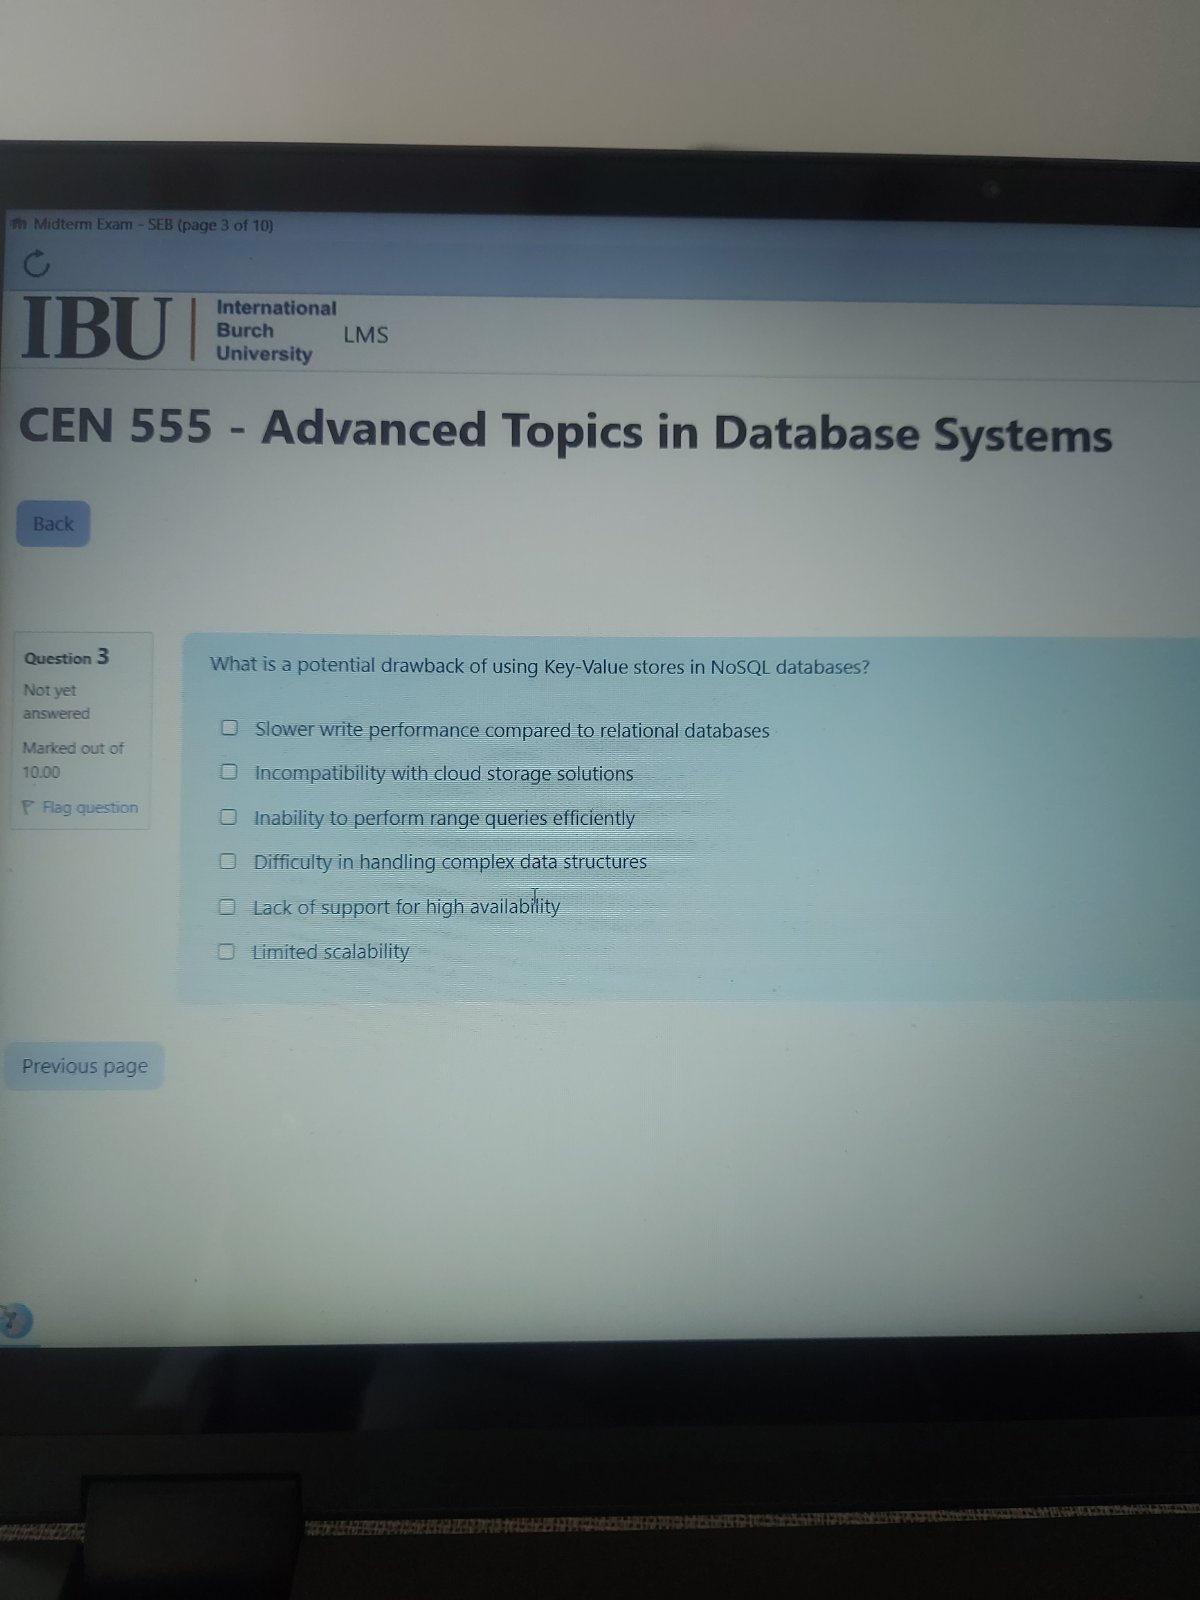 Midterm Exam - SEB (page 3 of 10)
IBU
International
Burch
University
LMS
CEN 555 - Advanced Topics in Database Systems
Back
Question 3
Not yet
answered
Marked out of
10.00
Flag question
What is a potential drawback of using Key-Value stores in NoSQL databases?
Slower write performance compared to relational databases
Incompatibility with cloud storage solutions
Inability to perform range queries efficiently
Difficulty in handling complex data structures
Lack of support for high availability
Limited scalability
Previous page